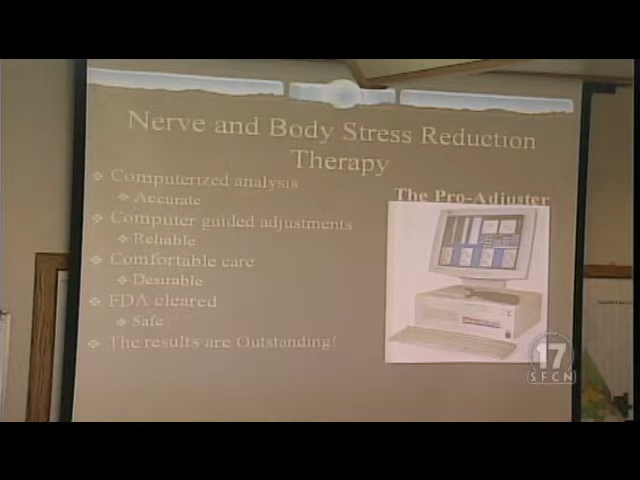 Nerve and Body Stress Reduction
Therapy
Computerized analysis
Accurate
Computer guided adjustments
Reliable
Comfortable care
Desirable
FDA cleared
Safe
The results are Outstanding!
The Pro-Adjuster
17
SFCN